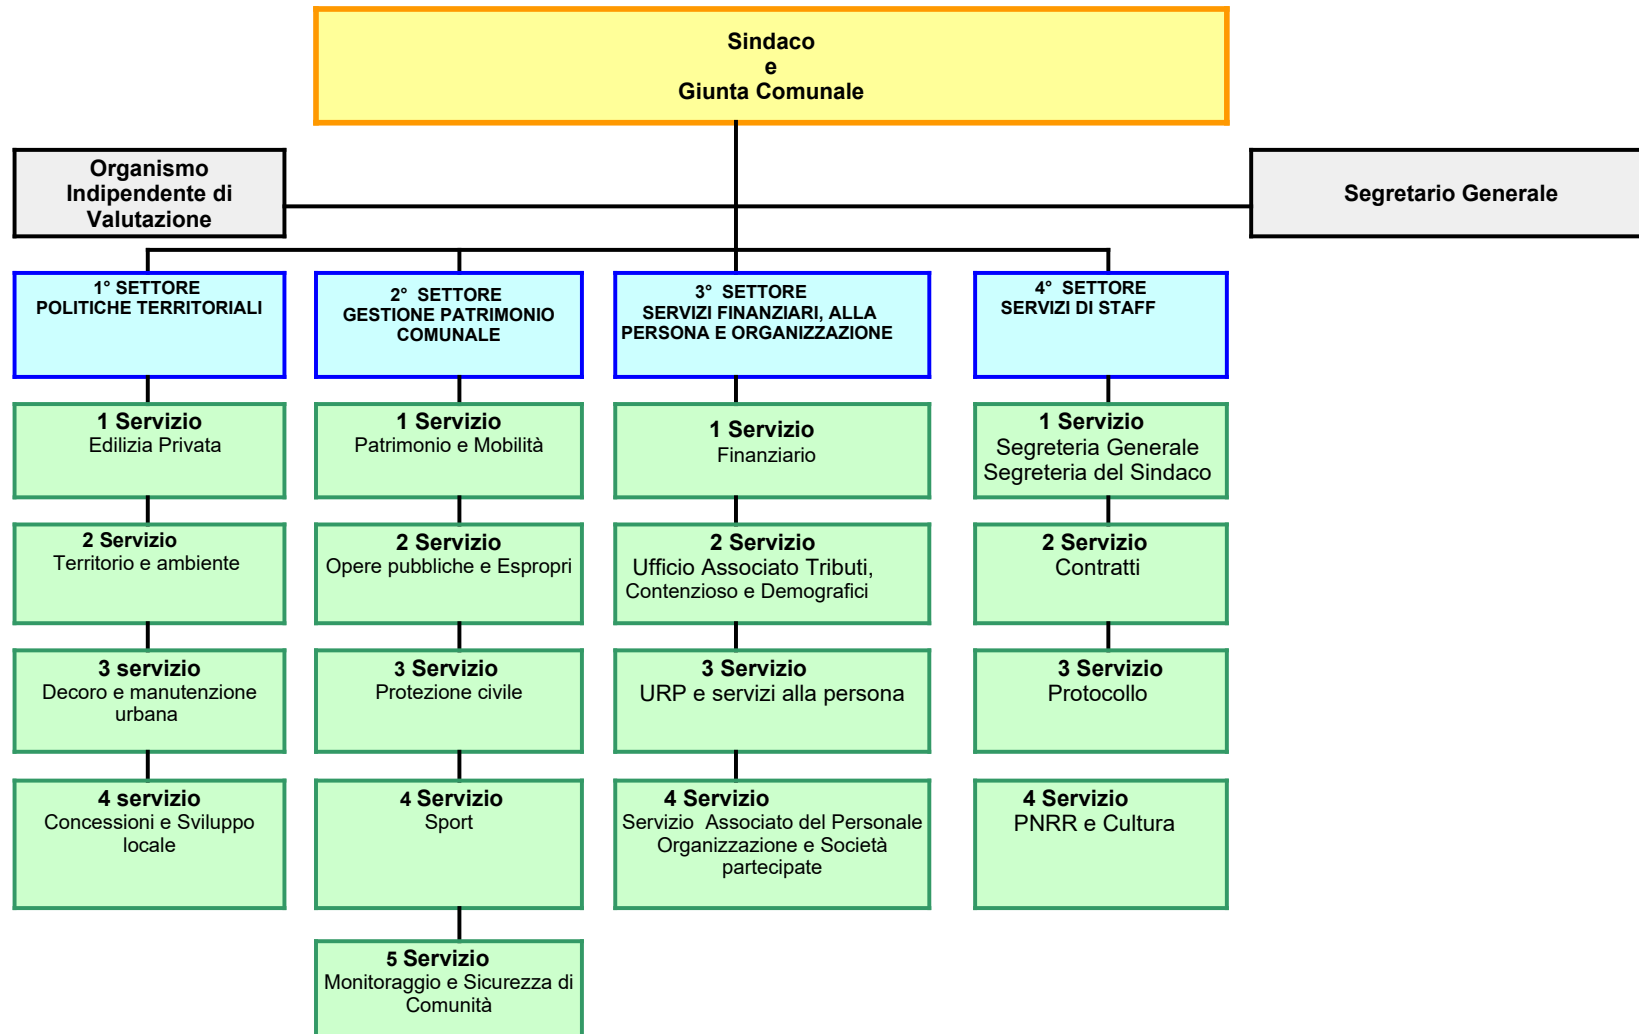 Sindaco
e
Giunta Comunale
Organismo
Indipendente di
Valutazione
Segretario Generale
1° SETTORE
POLITICHE TERRITORIALI
2° SETTORE
GESTIONE PATRIMONIO
COMUNALE
3° SETTORE
SERVIZI FINANZIARI, ALLA
PERSONA E ORGANIZZAZIONE
4° SETTORE
SERVIZI DI STAFF
1 Servizio
Edilizia Privata
1 Servizio
Patrimonio e Mobilità
1 Servizio
Finanziario
1 Servizio
Segreteria Generale
Segreteria del Sindaco
2 Servizio
Territorio e ambiente
2 Servizio
Opere pubbliche e Espropri
2 Servizio
Ufficio Associato Tributi,
Contenzioso e Demografici
2 Servizio
Contratti
3 servizio
Decoro e manutenzione
urbana
3 Servizio
Protezione civile
3 Servizio
URP e servizi alla persona
3 Servizio
Protocollo
4 servizio
Concessioni e Sviluppo
locale
4 Servizio
Sport
4 Servizio
Servizio Associato del Personale
Organizzazione e Società
partecipate
4 Servizio
PNRR e Cultura
5 Servizio
Monitoraggio e Sicurezza di
Comunità